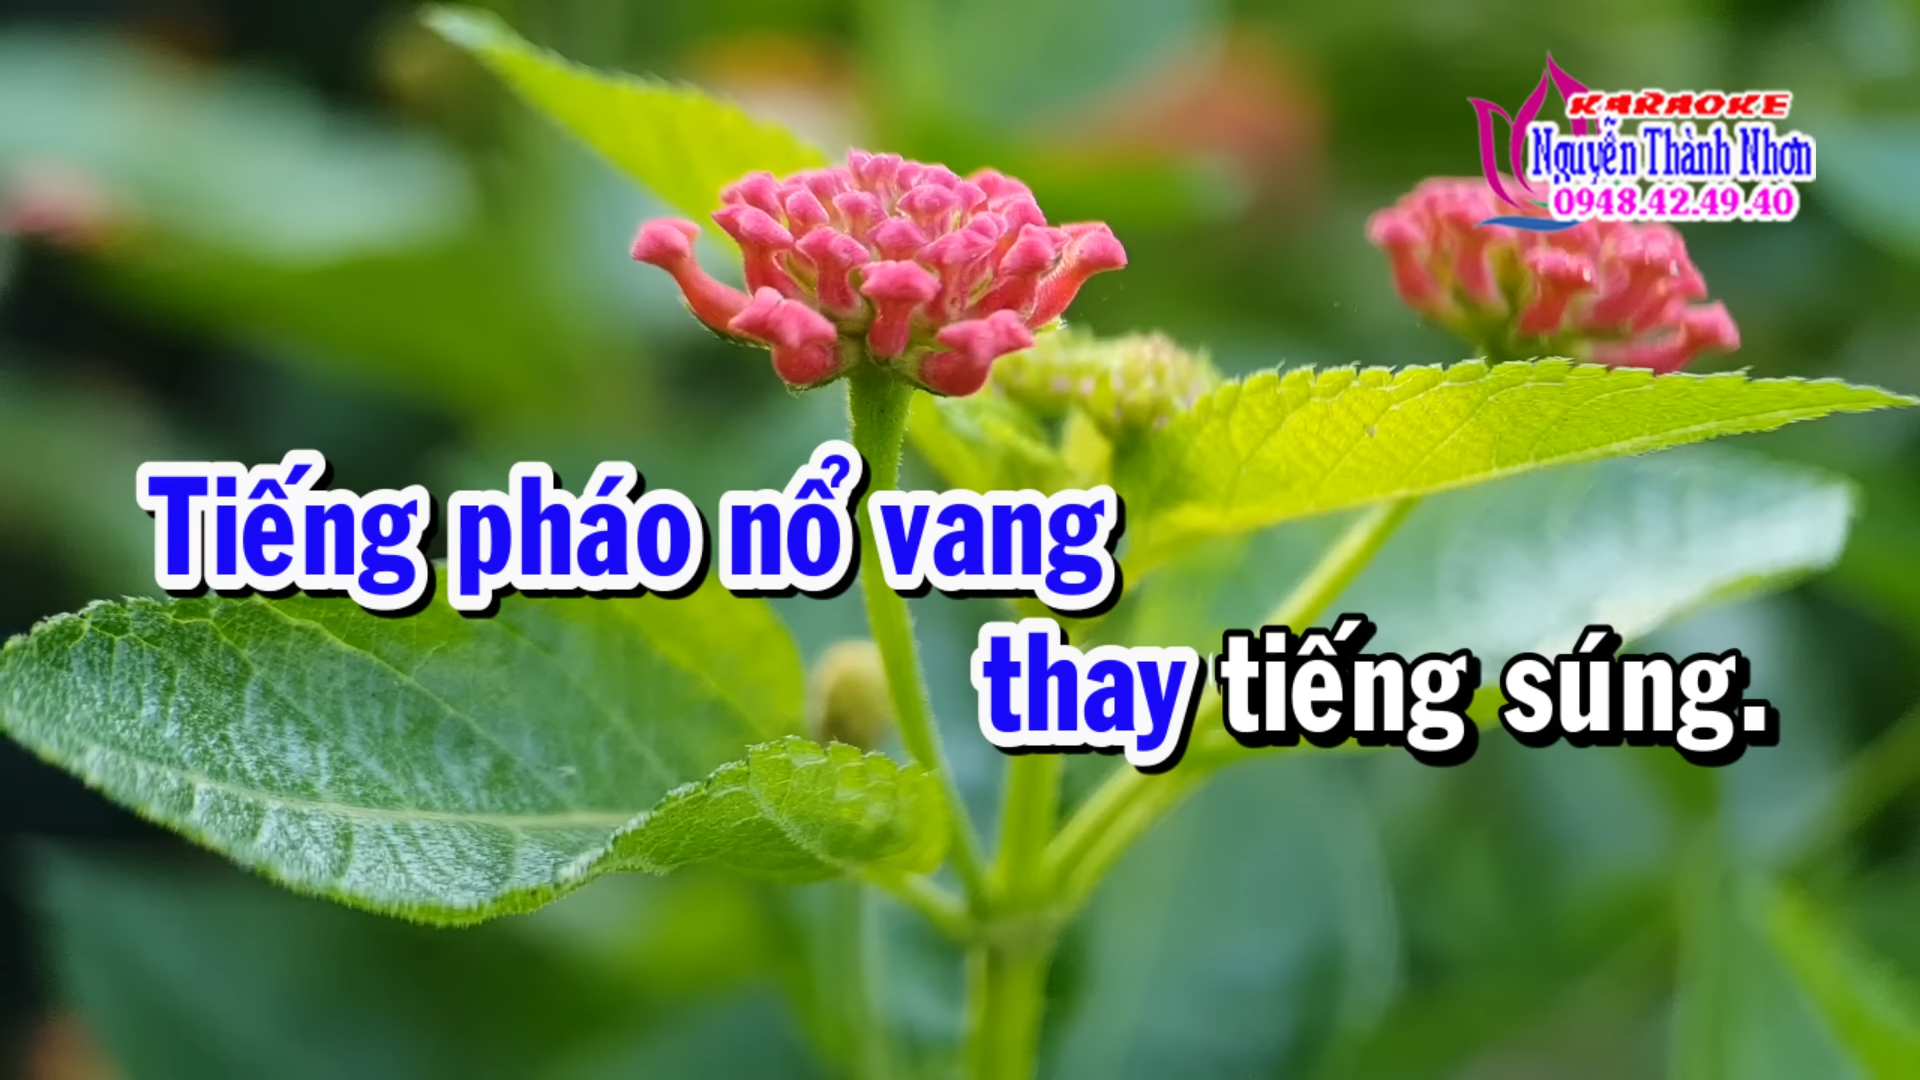 KARAOKE
Nguyễn Thành Nhơn
0948.42.49.40
Tiếng pháo nổ vang
thay tiếng súng.